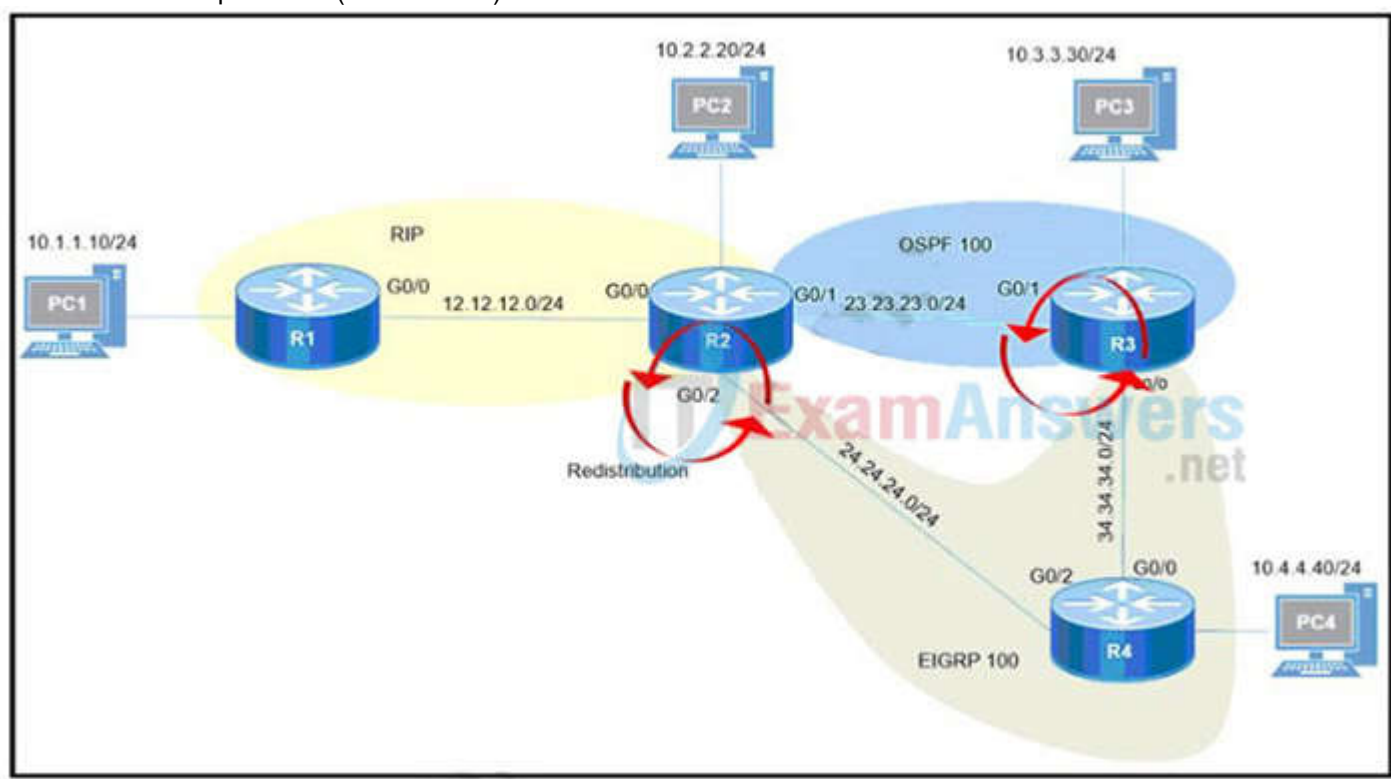 10.2.2.20/24
10.3.3.30/24
PC2
PC3
10.1.1.10/24
RIP
OSPF 100
PC1
G0/0
12.12.12.0/24
G0/0
G0/1
23.23.23.0/24
G0/1
R1
R2
R3
G0/2
ITExamAnswers
.net
Redistribution
24.24.24.0/24
34.34.34.0/24
G0/2
G0/0
10.4.4.40/24
PC4
R4
EIGRP 100